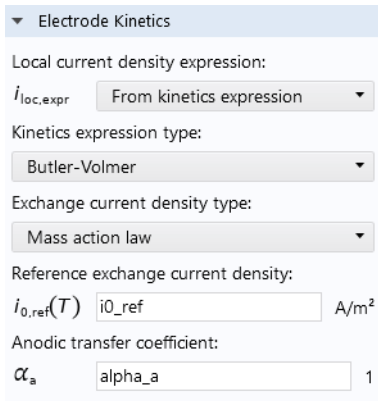 Electrode Kinetics
Local current density expression:
i loc,expr From kinetics expression
Kinetics expression type:
Butler-Volmer
Exchange current density type:
Mass action law
Reference exchange current density:
i0,ref(T) i0_ref A/m²
Anodic transfer coefficient:
αa alpha_a 1